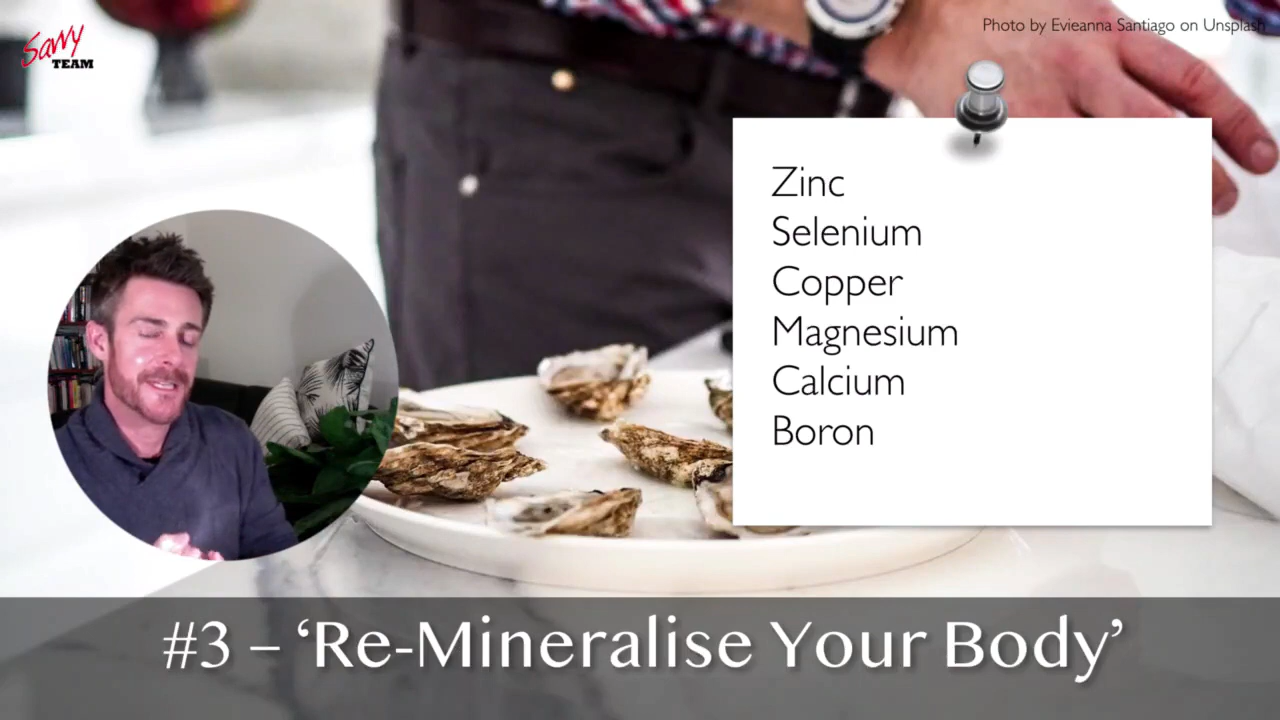 Savvy
TEAM
Photo by Evieanna Santiago on Unsplash
Zinc
Selenium
Copper
Magnesium
Calcium
Boron
#3 – ‘Re-Mineralise Your Body’